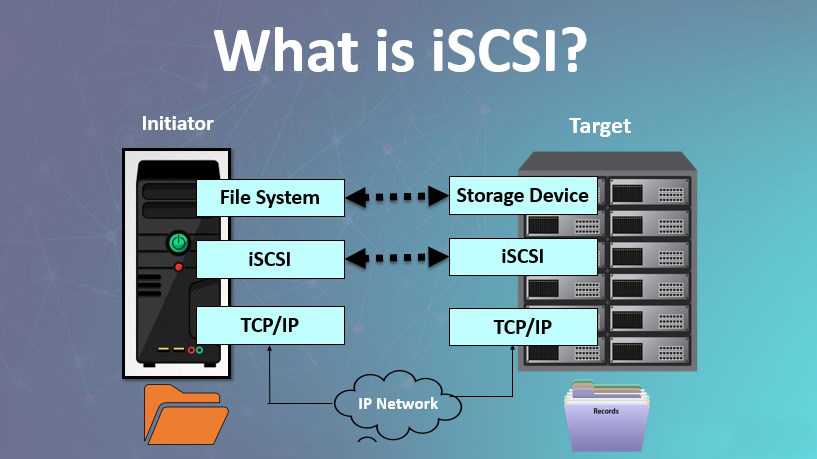 What is iSCSI?
Initiator
Target
File System
Storage Device
iSCSI
iSCSI
TCP/IP
TCP/IP
IP Network
Records